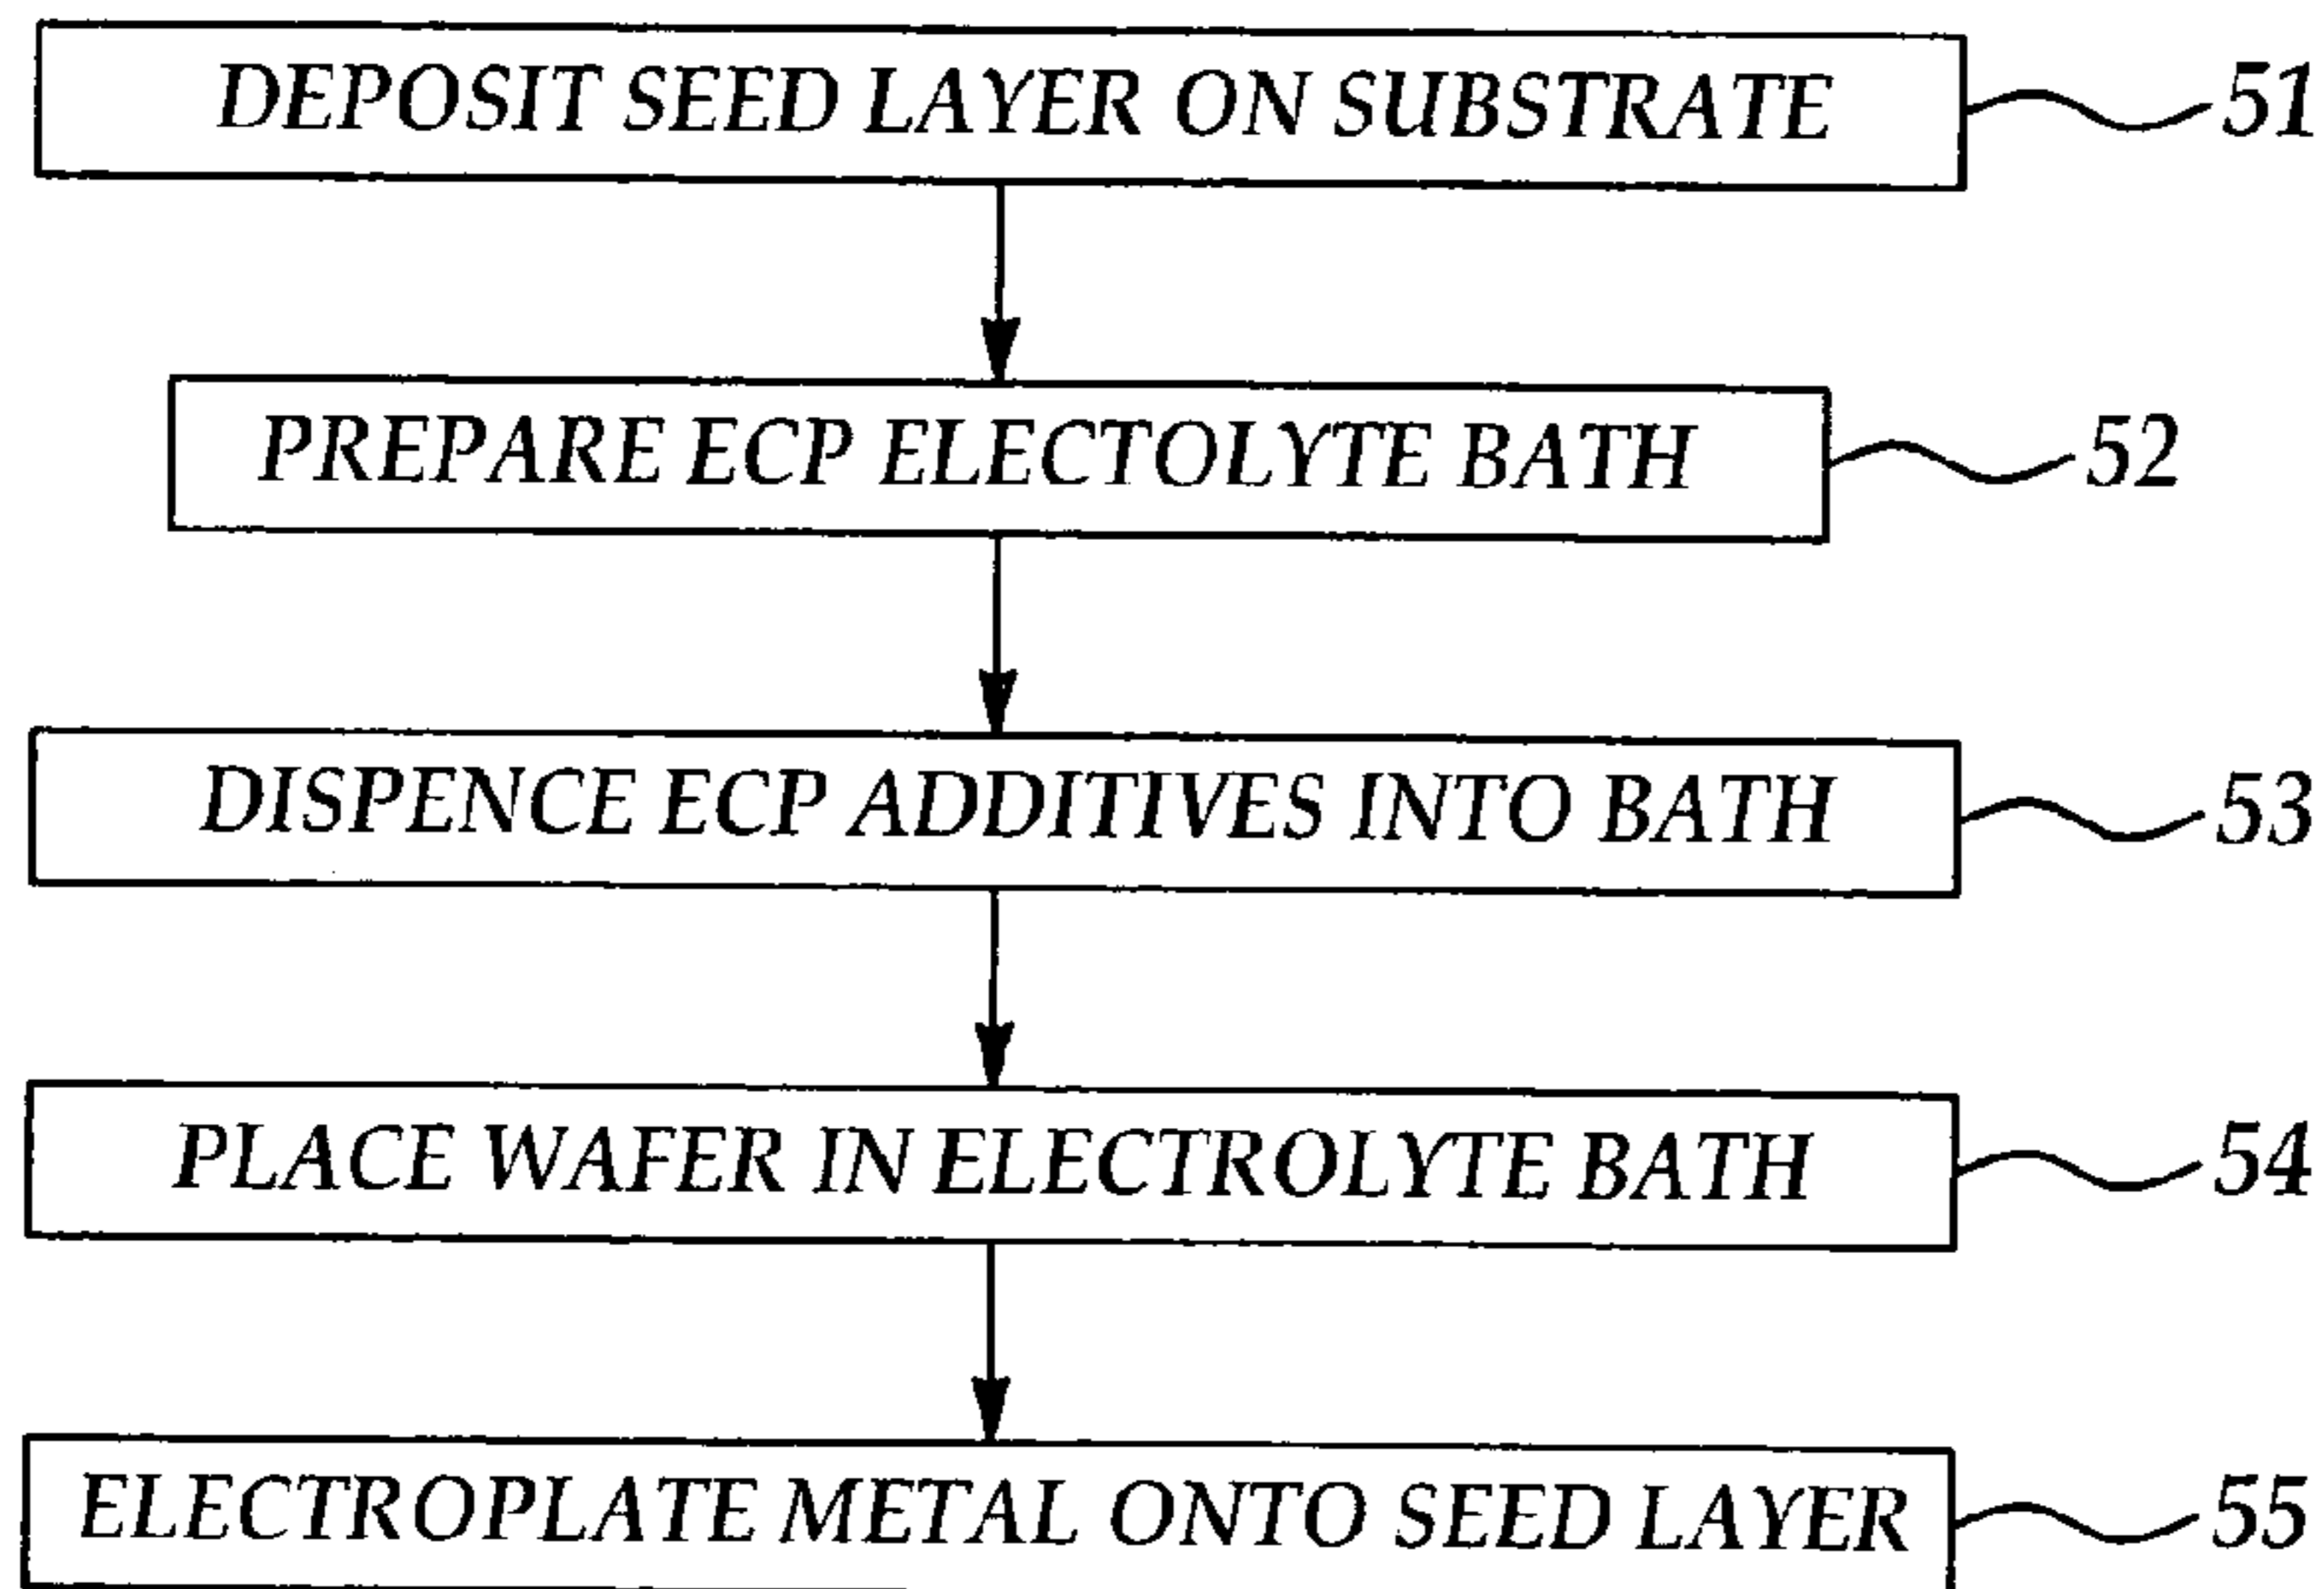 DEPOSIT SEED LAYER ON SUBSTRATE 51
PREPARE ECP ELECTOLYTE BATH 52
DISPENCE ECP ADDITIVES INTO BATH 53
PLACE WAFER IN ELECTROLYTE BATH 54
ELECTROPLATE METAL ONTO SEED LAYER 55